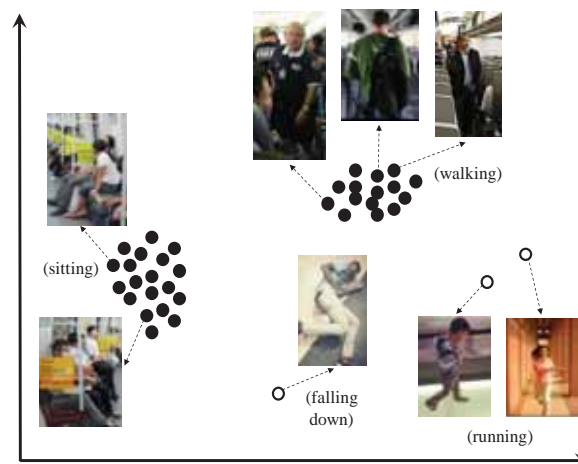 (walking)
(sitting)
(falling
down)
(running)